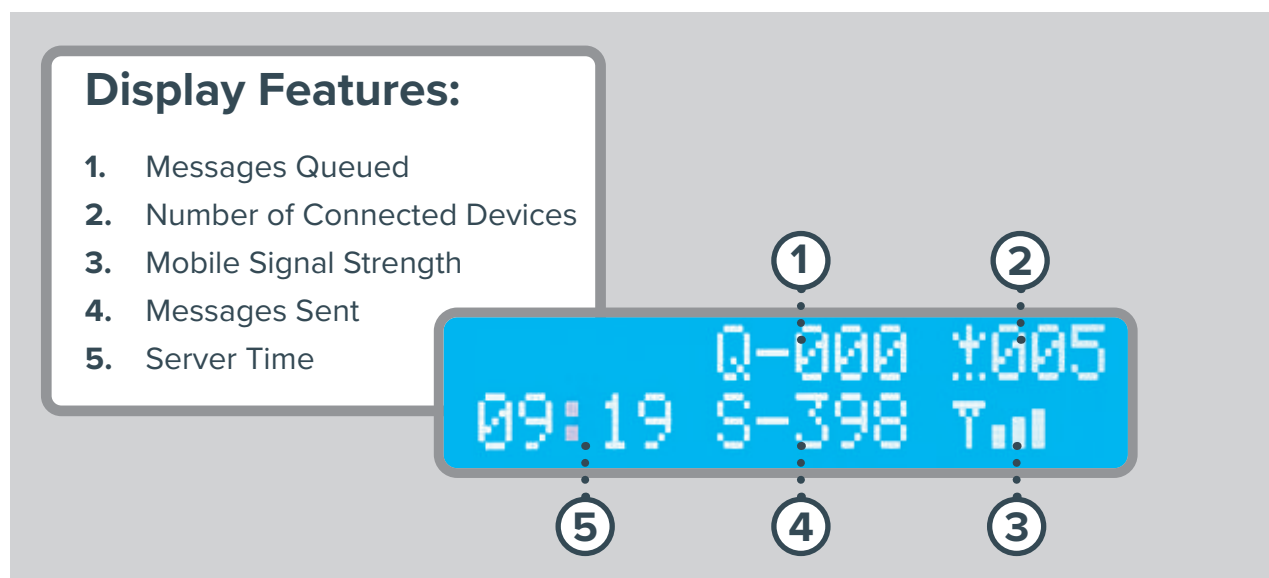 Display Features:
1. Messages Queued
2. Number of Connected Devices
3. Mobile Signal Strength
4. Messages Sent
5. Server Time
1 2
Q-000 005
09:19 S-398
5 4 3